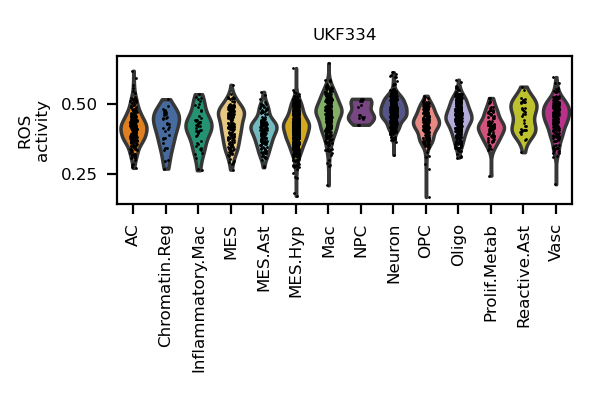 UKF334
ROS
activity
0.50
0.25
AC
Chromatin.Reg
Inflammatory.Mac
MES
MES.Ast
MES.Hyp
Mac
NPC
Neuron
OPC
Oligo
Prolif.Metab
Reactive.Ast
Vasc